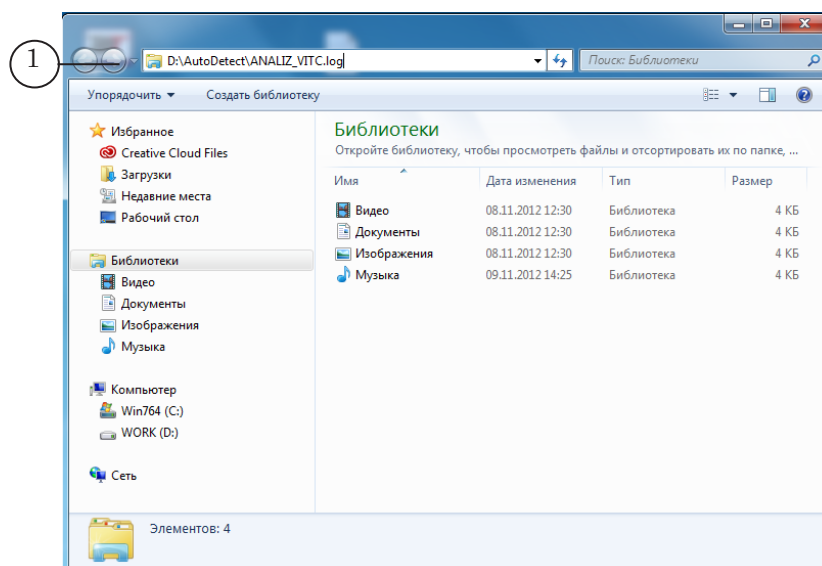 1
D:\AutoDetect\ANALIZ_VITC.log
Поиск: Библиотеки
Упорядочить
Создать библиотеку
Избранное
Creative Cloud Files
Загрузки
Недавние места
Рабочий стол
Библиотеки
Видео
Документы
Изображения
Музыка
Компьютер
Win764 (C:)
WORK (D:)
Сеть
Библиотеки
Откройте библиотеку, чтобы просмотреть файлы и отсортировать их по папке, ...
Имя Дата изменения Тип Размер
Видео 08.11.2012 12:30 Библиотека 4 КБ
Документы 08.11.2012 12:30 Библиотека 4 КБ
Изображения 08.11.2012 12:30 Библиотека 4 КБ
Музыка 09.11.2012 14:25 Библиотека 4 КБ
Элементов: 4